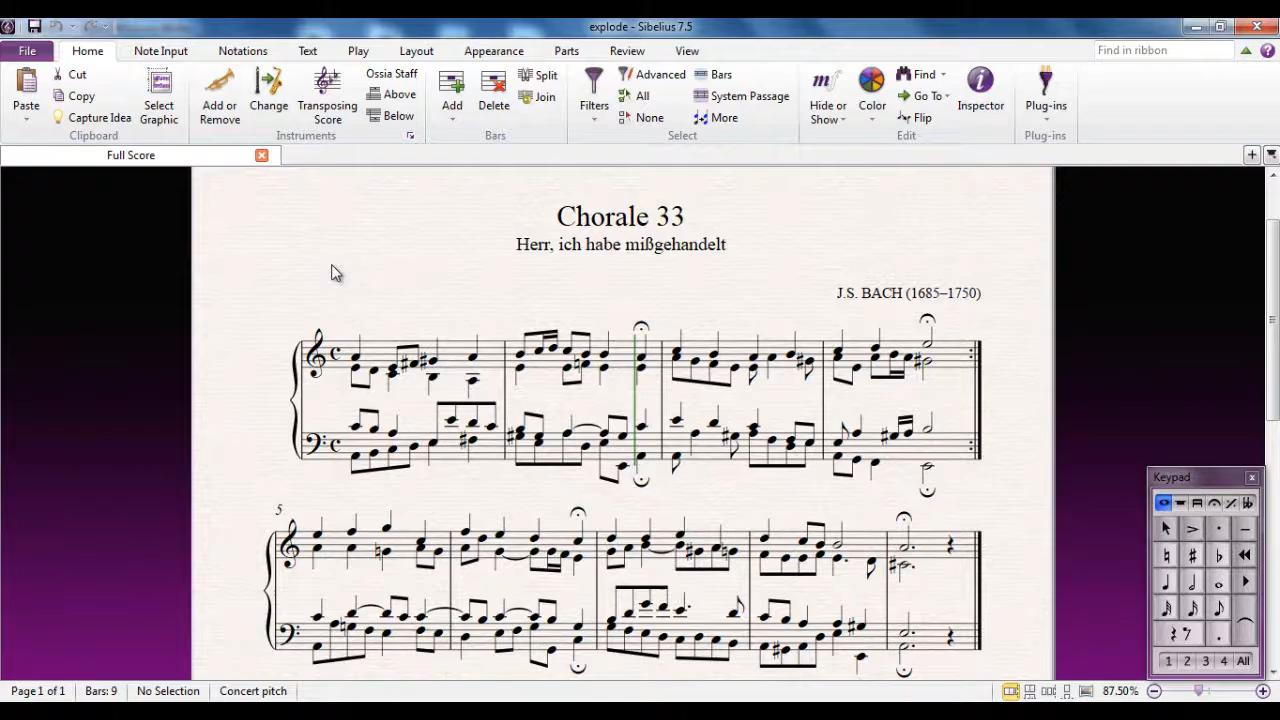 explode - Sibelius 7.5
File Home Note Input Notations Text Play Layout Appearance Parts Review View Find in ribbon
Paste Cut Copy Capture Idea Select Graphic Clipboard
Add or Remove Change Transposing Score Ossia Staff Above Below Instruments
Add Delete Split Join Bars
Filters Advanced All None Bars System Passage More Select
Hide or Show Color Find Go To Flip Inspector Edit
Plug-ins Plug-ins
Full Score
Chorale 33
Herr, ich habe mißgehandelt
J.S. BACH (1685–1750)
5
Keypad
1 2 3 4 All
Page 1 of 1 Bars: 9 No Selection Concert pitch 87.50%